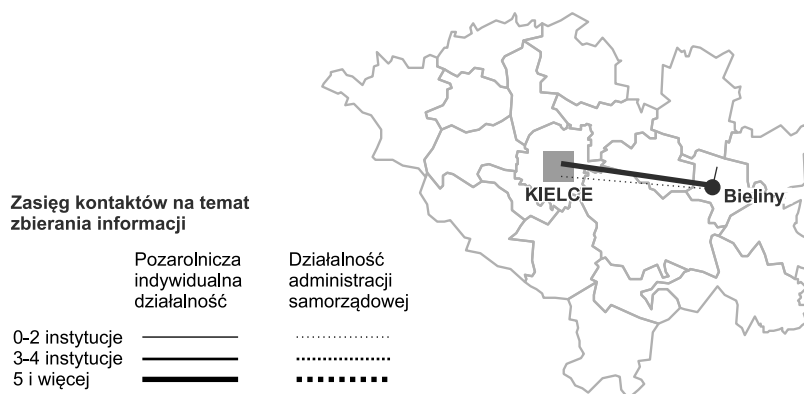 KIELCE
Bieliny
Zasięg kontaktów na temat
zbierania informacji
Pozarolnicza
indywidualna
działalność
Działalność
administracji
samorządowej
0-2 instytucje
3-4 instytucje
5 i więcej